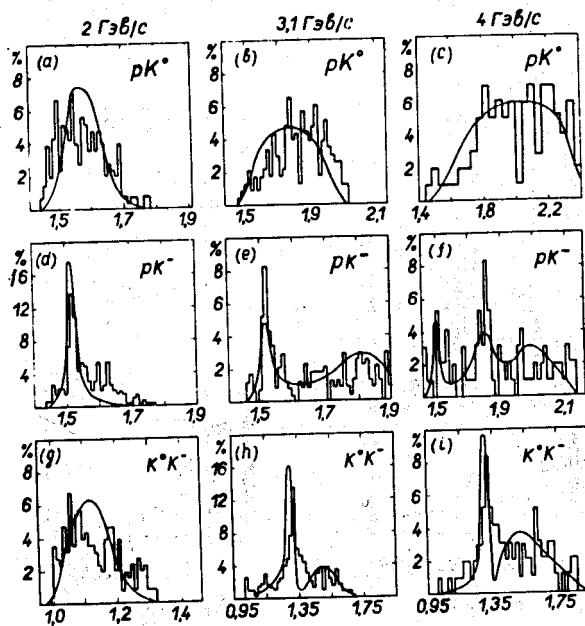 2 Гэв/c 3,1 Гэв/c 4 Гэв/c
% (a) pK° % (б) pK° % (c) pK°
8 8 8
6 6 6
4 4 4
2 2 2
1,5 1,7 1,9 1,5 1,7 1,9 2,1 1,4 1,8 2,2
% (d) pK⁻ % (e) pK⁻ % (f) pK⁻
16 8 8
12 6 6
8 4 4
4 2 2
1,5 1,7 1,9 1,5 1,7 1,9 1,5 1,9 2,1
% (g) K°K⁻ % (h) K°K⁻ % (i) K°K⁻
8 16 8
6 12 6
4 8 4
2 4 2
1,0 1,2 1,4 0,95 1,35 1,75 0,95 1,35 1,75